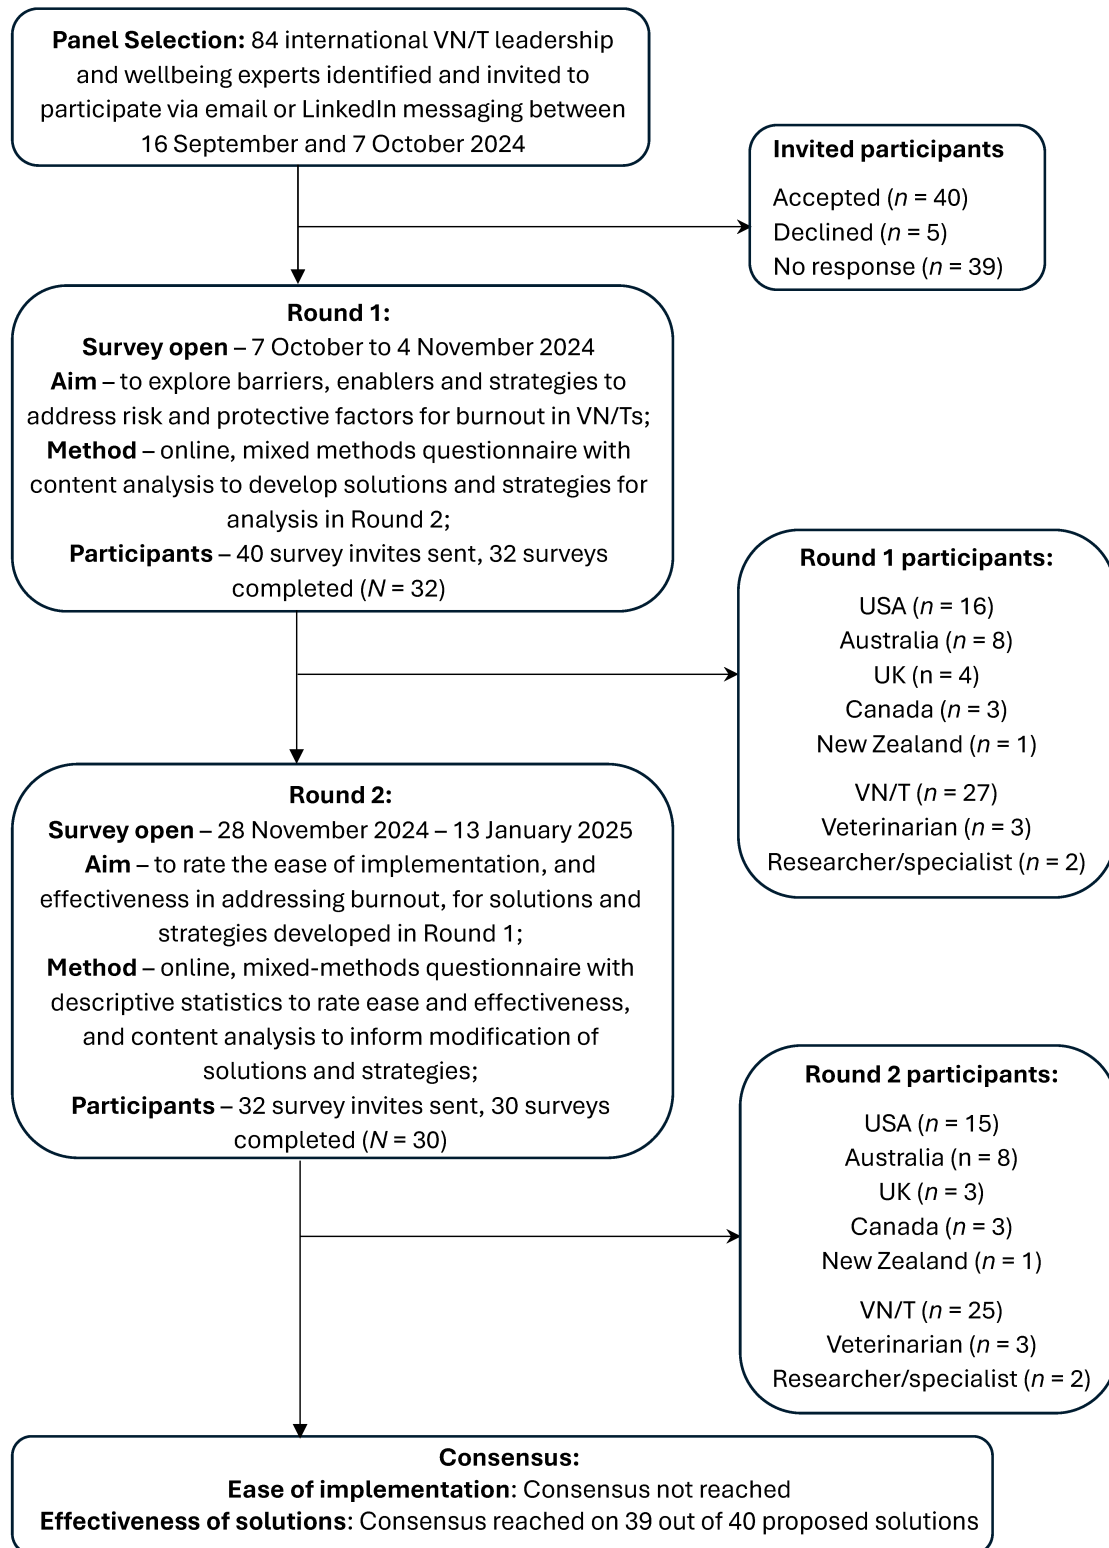 Panel Selection: 84 international VN/T leadership
and wellbeing experts identified and invited to
participate via email or LinkedIn messaging between
16 September and 7 October 2024
Invited participants
Accepted (n = 40)
Declined (n = 5)
No response (n = 39)
Round 1:
Survey open – 7 October to 4 November 2024
Aim – to explore barriers, enablers and strategies to
address risk and protective factors for burnout in VN/Ts;
Method – online, mixed methods questionnaire with
content analysis to develop solutions and strategies for
analysis in Round 2;
Participants – 40 survey invites sent, 32 surveys
completed (N = 32)
Round 1 participants:
USA (n = 16)
Australia (n = 8)
UK (n = 4)
Canada (n = 3)
New Zealand (n = 1)
VN/T (n = 27)
Veterinarian (n = 3)
Researcher/specialist (n = 2)
Round 2:
Survey open – 28 November 2024 – 13 January 2025
Aim – to rate the ease of implementation, and
effectiveness in addressing burnout, for solutions and
strategies developed in Round 1;
Method – online, mixed-methods questionnaire with
descriptive statistics to rate ease and effectiveness,
and content analysis to inform modification of
solutions and strategies;
Participants – 32 survey invites sent, 30 surveys
completed (N = 30)
Round 2 participants:
USA (n = 15)
Australia (n = 8)
UK (n = 3)
Canada (n = 3)
New Zealand (n = 1)
VN/T (n = 25)
Veterinarian (n = 3)
Researcher/specialist (n = 2)
Consensus:
Ease of implementation: Consensus not reached
Effectiveness of solutions: Consensus reached on 39 out of 40 proposed solutions